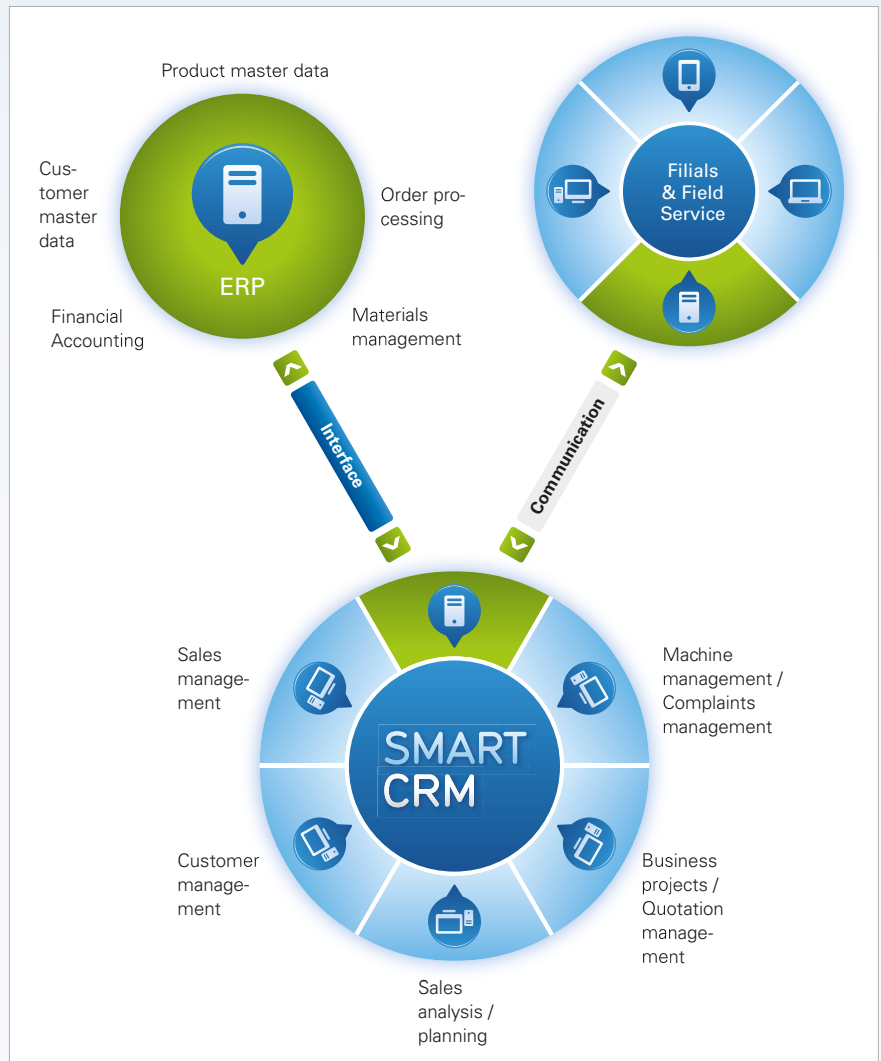 Product master data
Cus-
tomer
master
data
Order pro-
cessing
ERP
Financial
Accounting
Materials
management
Filials
& Field
Service
Interface
Communication
Sales
manage-
ment
Machine
management /
Complaints
management
SMART
CRM
Customer
manage-
ment
Business
projects /
Quotation
manage-
ment
Sales
analysis /
planning